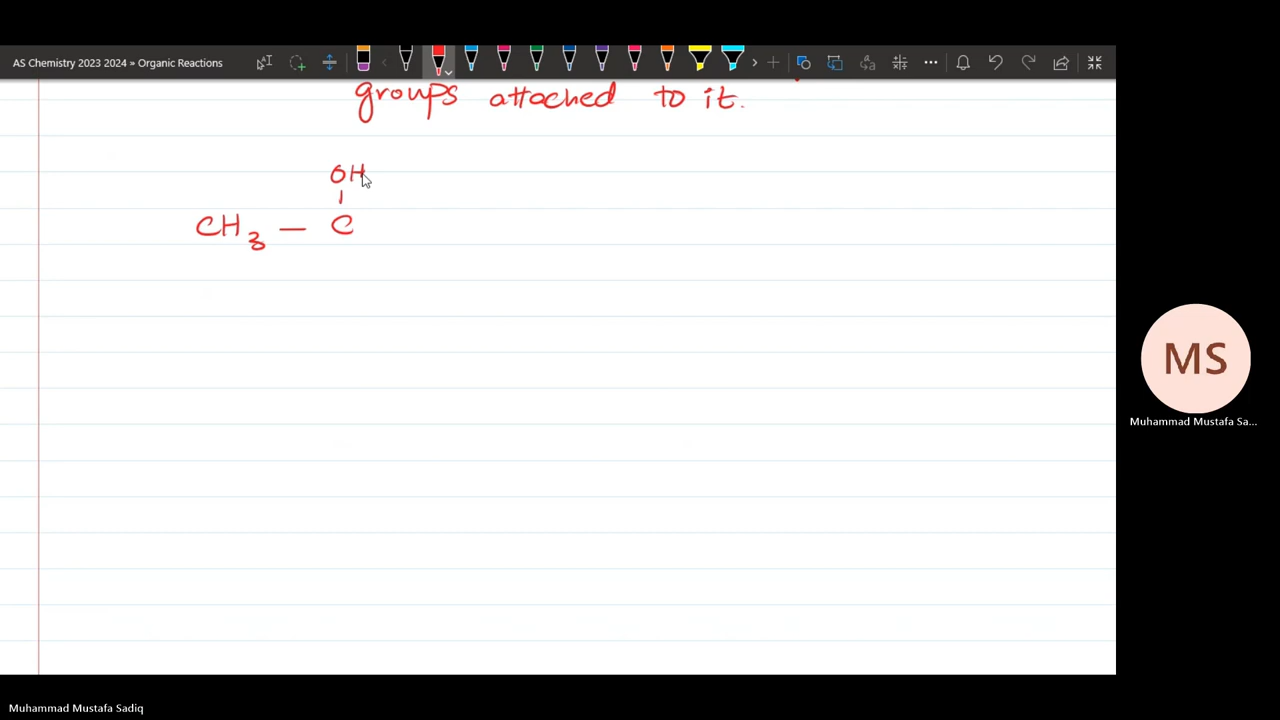 AS Chemistry 2023 2024 » Organic Reactions
groups attached to it.
OH
CH3 — C
MS
Muhammad Mustafa Sa...
Muhammad Mustafa Sadiq